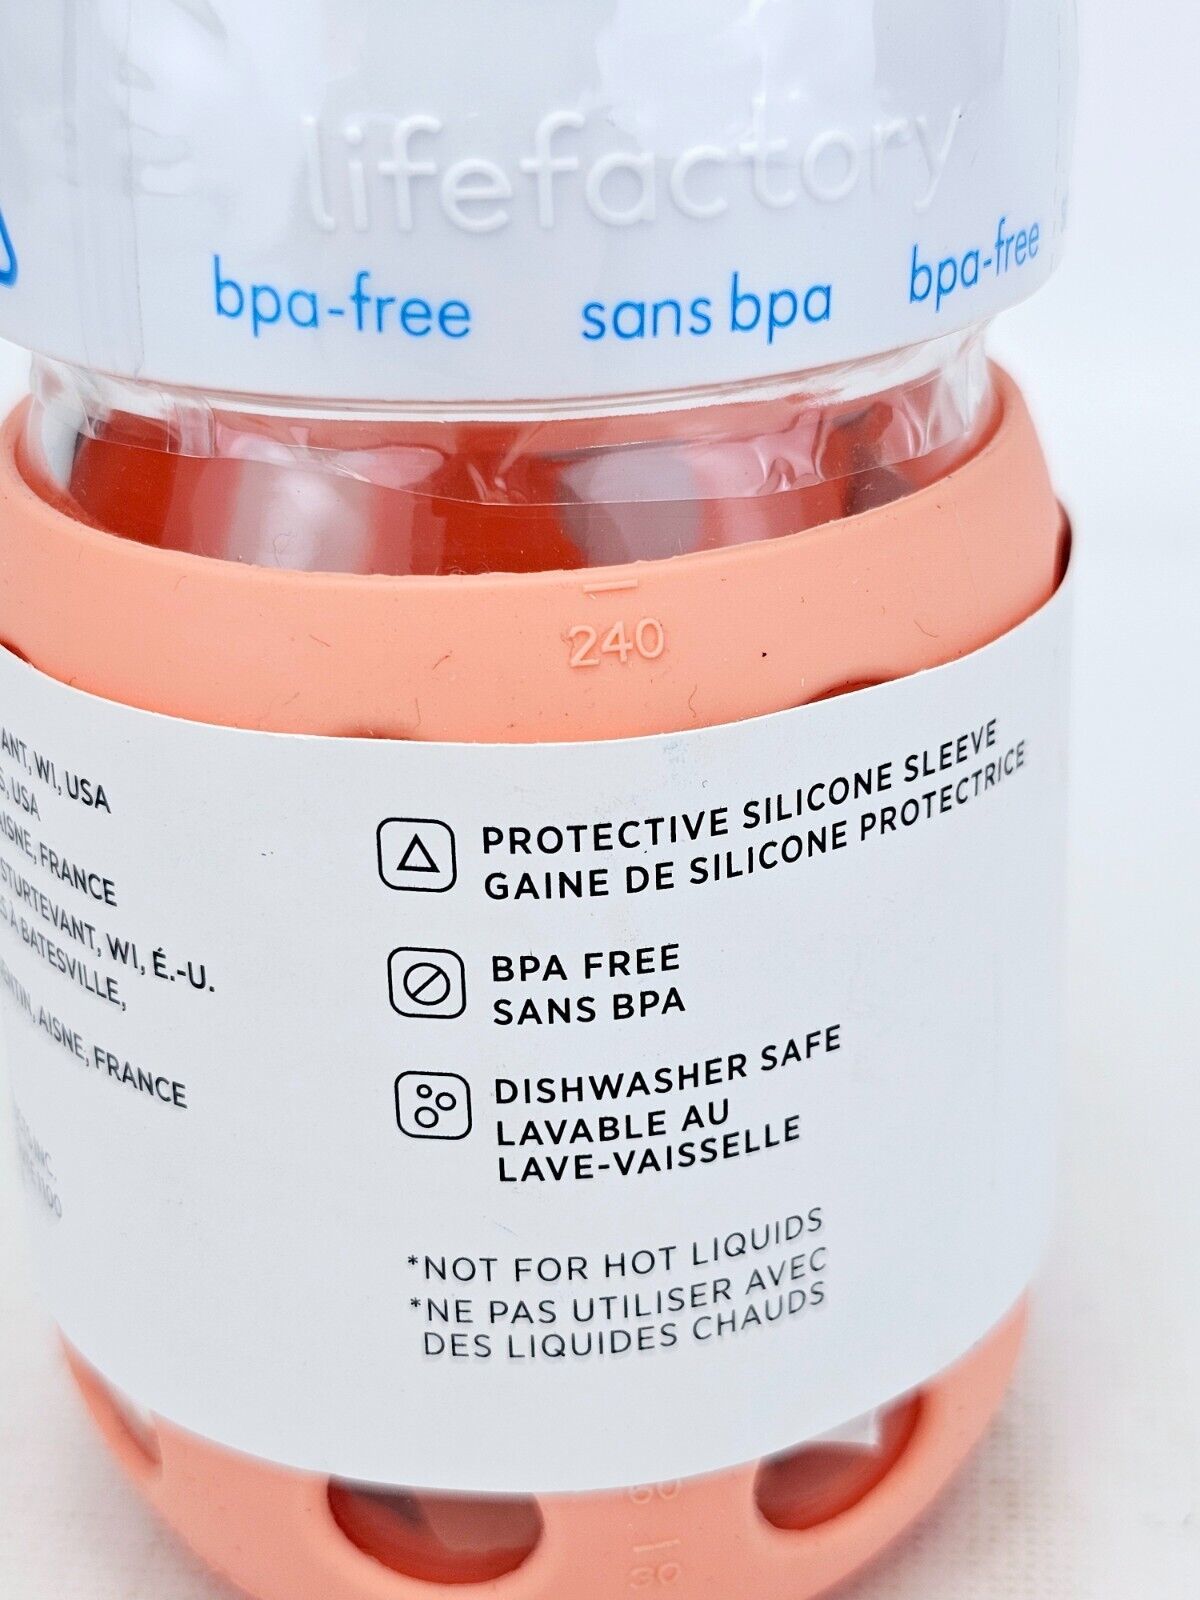 lifefactory
bpa-free sans bpa bpa-free
240
WI, USA
USA
FRANCE
STURTEVANT, WI, É.-U.
À BATESVILLE,
AISNE, FRANCE
PROTECTIVE SILICONE SLEEVE
GAINE DE SILICONE PROTECTRICE
BPA FREE
SANS BPA
DISHWASHER SAFE
LAVABLE AU
LAVE-VAISSELLE
*NOT FOR HOT LIQUIDS
*NE PAS UTILISER AVEC
DES LIQUIDES CHAUDS
60
30